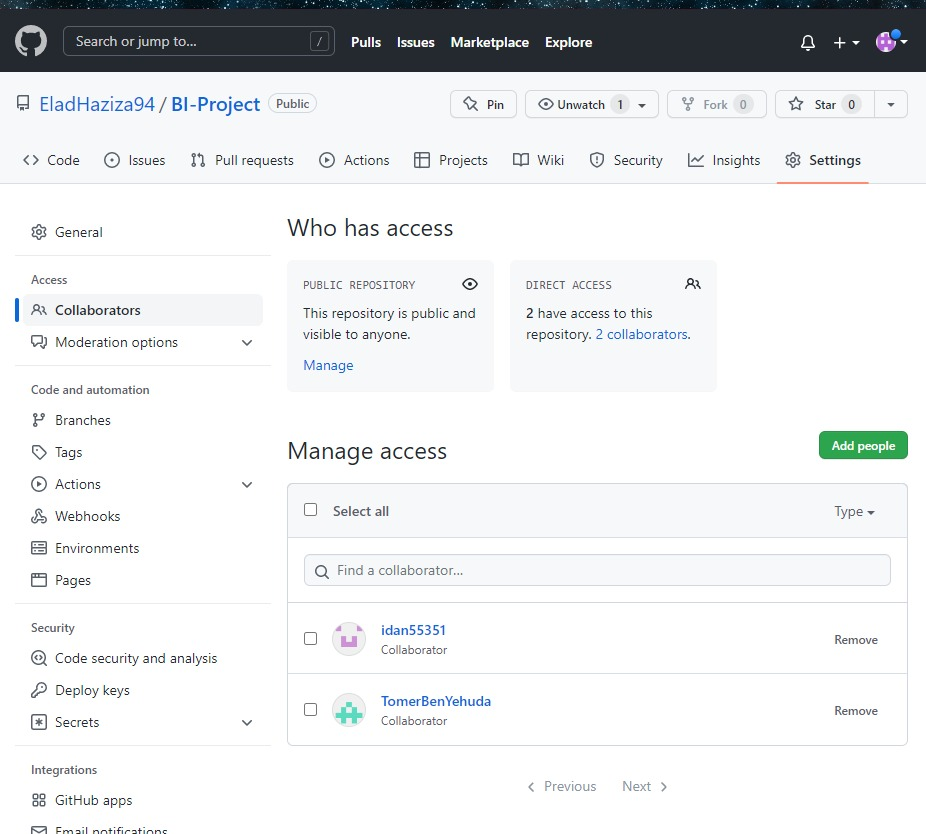 Search or jump to... /
Pulls Issues Marketplace Explore
EladHaziza94 / BI-Project Public
Pin Unwatch 1 Fork 0 Star 0
Code Issues Pull requests Actions Projects Wiki Security Insights Settings
General
Access
Collaborators
Moderation options
Code and automation
Branches
Tags
Actions
Webhooks
Environments
Pages
Security
Code security and analysis
Deploy keys
Secrets
Integrations
GitHub apps
Email notifications
Who has access
PUBLIC REPOSITORY
This repository is public and
visible to anyone.
Manage
DIRECT ACCESS
2 have access to this
repository. 2 collaborators.
Manage access
Add people
Select all Type
Find a collaborator...
idan55351
Collaborator
Remove
TomerBenYehuda
Collaborator
Remove
Previous Next